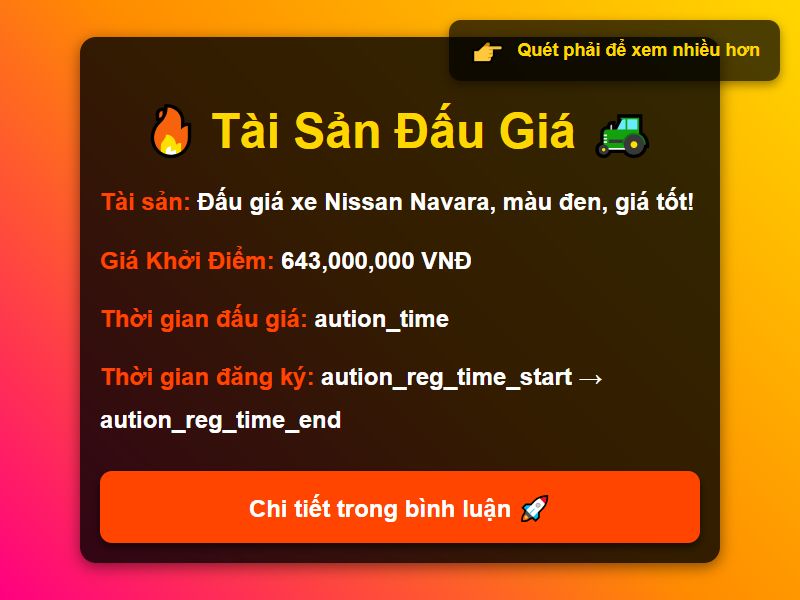 👉 Quét phải để xem nhiều hơn
🔥 Tài Sản Đấu Giá 🚜
Tài sản: Đấu giá xe Nissan Navara, màu đen, giá tốt!
Giá Khởi Điểm: 643,000,000 VNĐ
Thời gian đấu giá: aution_time
Thời gian đăng ký: aution_reg_time_start →
aution_reg_time_end
Chi tiết trong bình luận 🚀